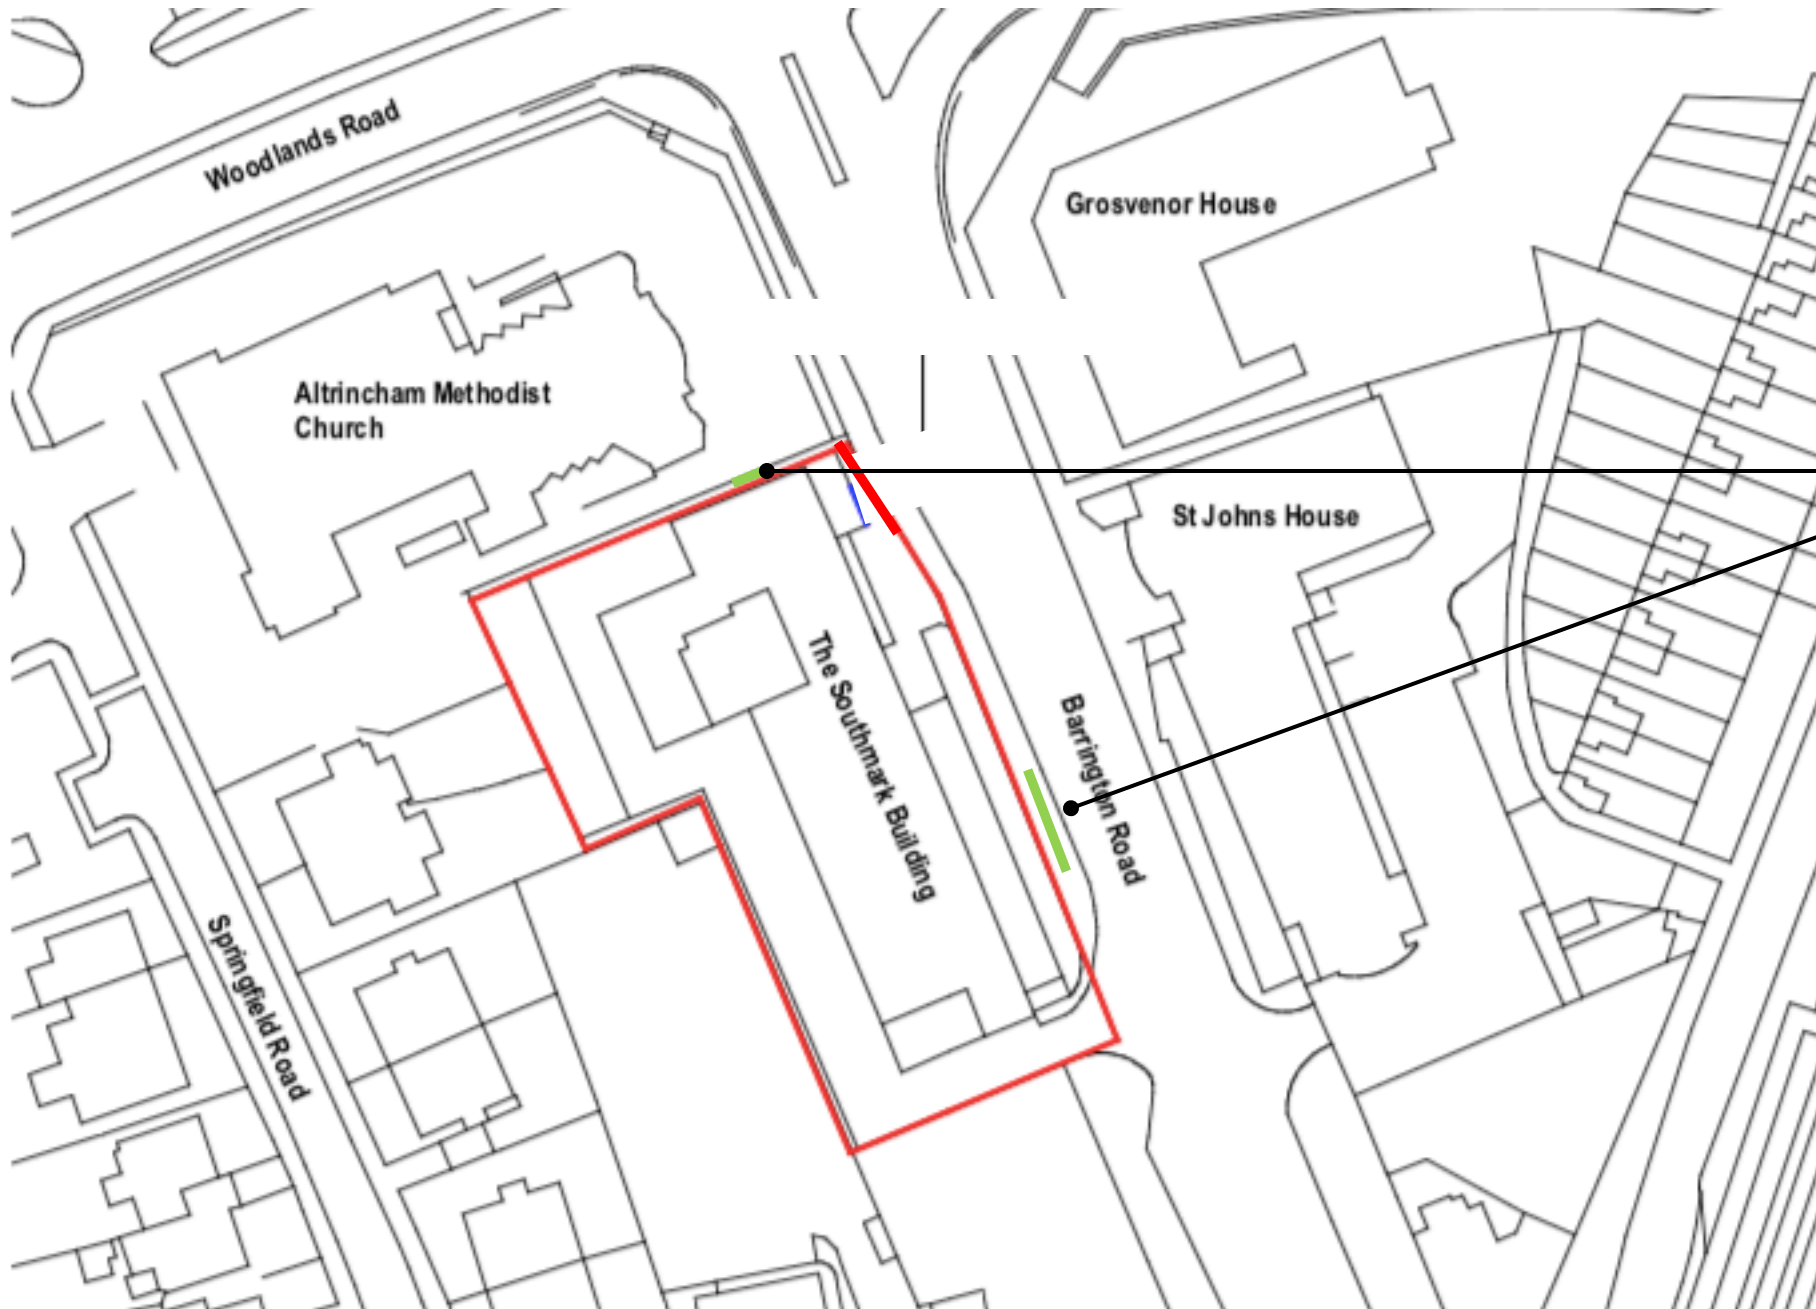 Woodlands Road
Grosvenor House
Altrincham Methodist
Church
St Johns House
The Southmark Building
Barrington Road
Springfield Road